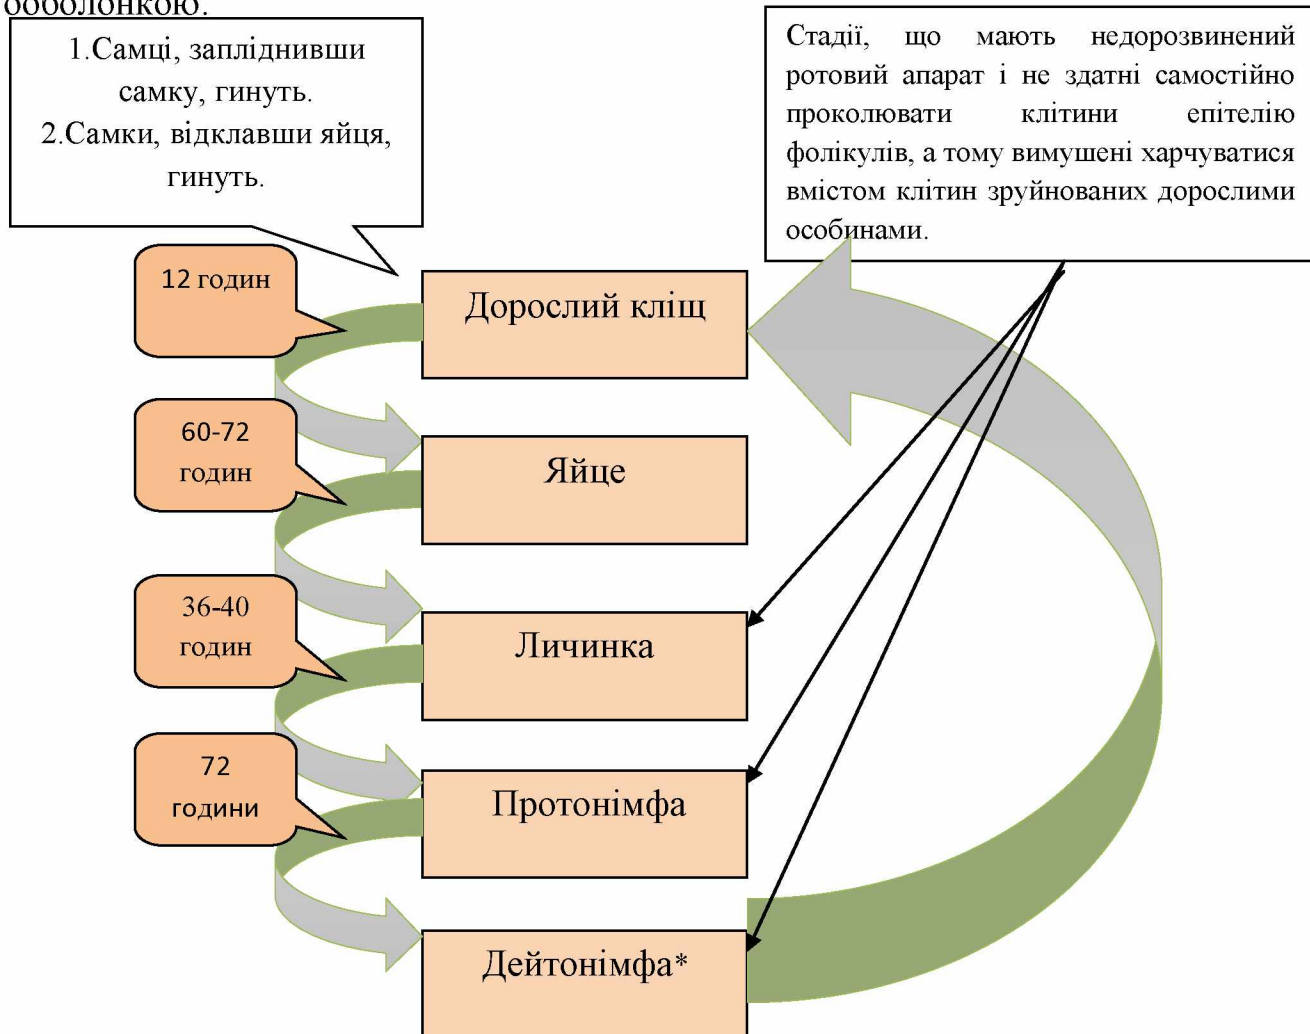 оболонкою.
1.Самці, запліднивши
самку, гинуть.
2.Самки, відклавши яйця,
гинуть.
Стадії, що мають недорозвинений
ротовий апарат і не здатні самостійно
проколювати клітини епітелію
фолікулів, а тому вимушені харчуватися
вмістом клітин зруйнованих дорослими
особинами.
12 годин
Дорослий кліщ
60-72
годин
Яйце
36-40
годин
Личинка
72
години
Протонімфа
Дейтонімфа*